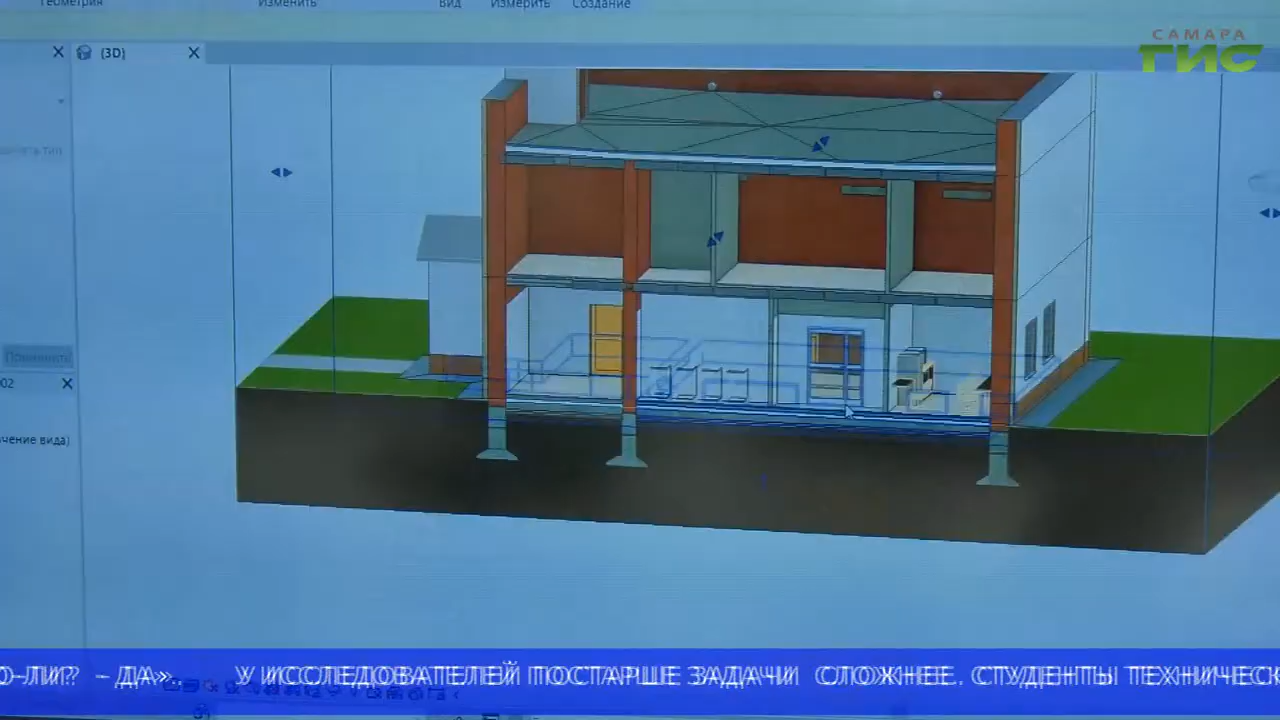 Геометрия Изменить Вид Измерить Создание
(3D)
САМАРА
ГИС
Применить
02
чение вида)
О-ЛИ? – ДА». У ИССЛЕДОВАТЕЛЕЙ ПОСТАРШЕ ЗАДАЧИ СЛОЖНЕЕ. СТУДЕНТЫ ТЕХНИЧЕСК